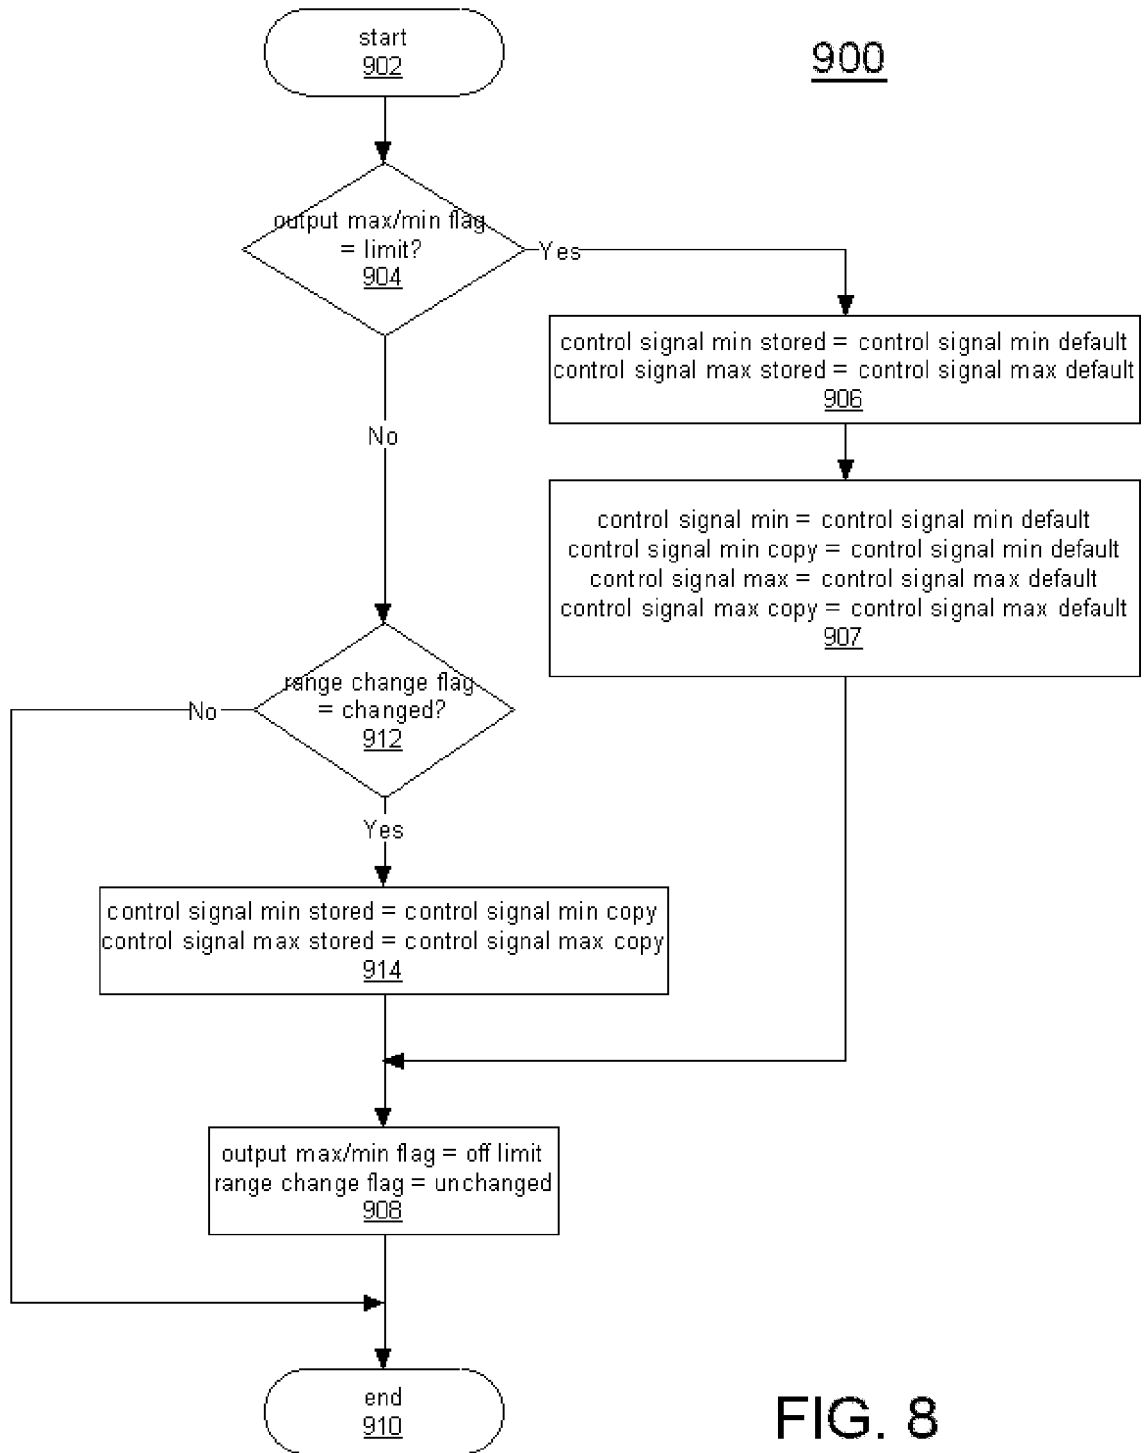 start
902
900
output max/min flag
= limit?
904
Yes
control signal min stored = control signal min default
control signal max stored = control signal max default
906
No
control signal min = control signal min default
control signal min copy = control signal min default
control signal max = control signal max default
control signal max copy = control signal max default
907
range change flag
= changed?
912
No
Yes
control signal min stored = control signal min copy
control signal max stored = control signal max copy
914
output max/min flag = off limit
range change flag = unchanged
908
end
910
FIG. 8